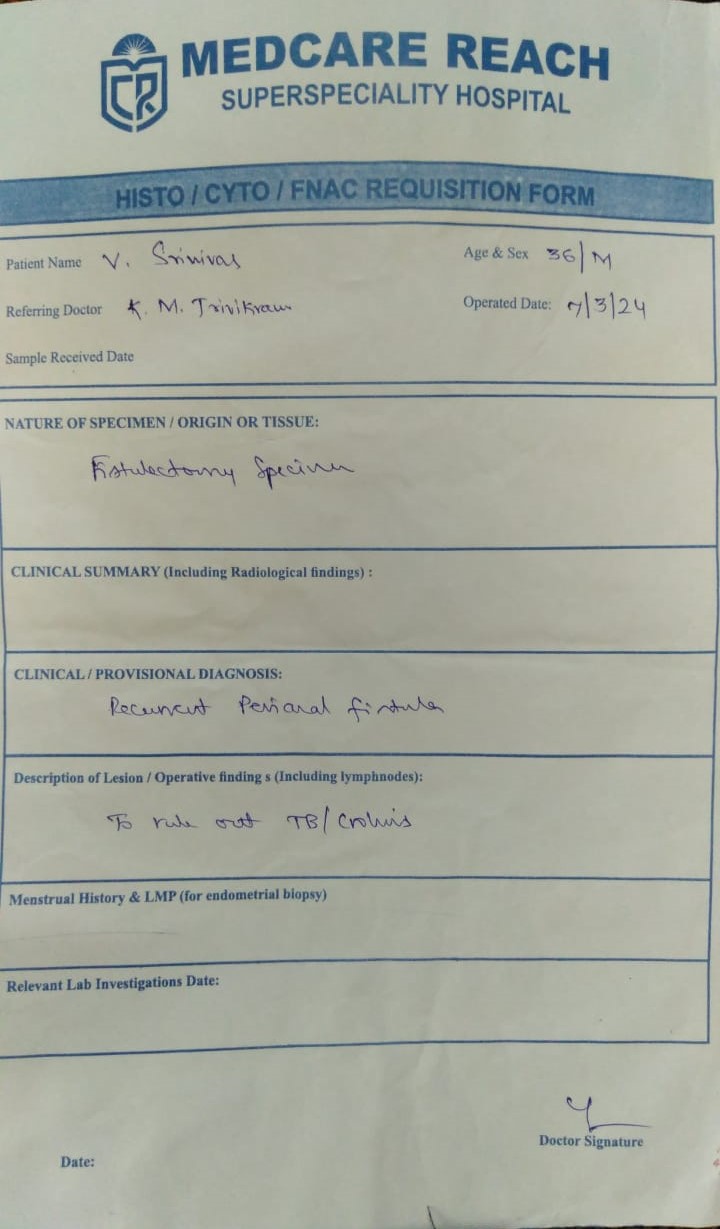 MEDCARE REACH
SUPERSPECIALITY HOSPITAL
HISTO / CYTO / FNAC REQUISITION FORM
Patient Name V. Srinivas Age & Sex 36/M
Referring Doctor K. M. Trivikram Operated Date: 7/3/24
Sample Received Date
NATURE OF SPECIMEN / ORIGIN OR TISSUE:
Fistulectomy Specimen
CLINICAL SUMMARY (Including Radiological findings) :
CLINICAL / PROVISIONAL DIAGNOSIS:
Recurrent Perianal fistula
Description of Lesion / Operative finding s (Including lymphnodes):
To rule out TB/ Crohn's
Menstrual History & LMP (for endometrial biopsy)
Relevant Lab Investigations Date:
Doctor Signature
Date: